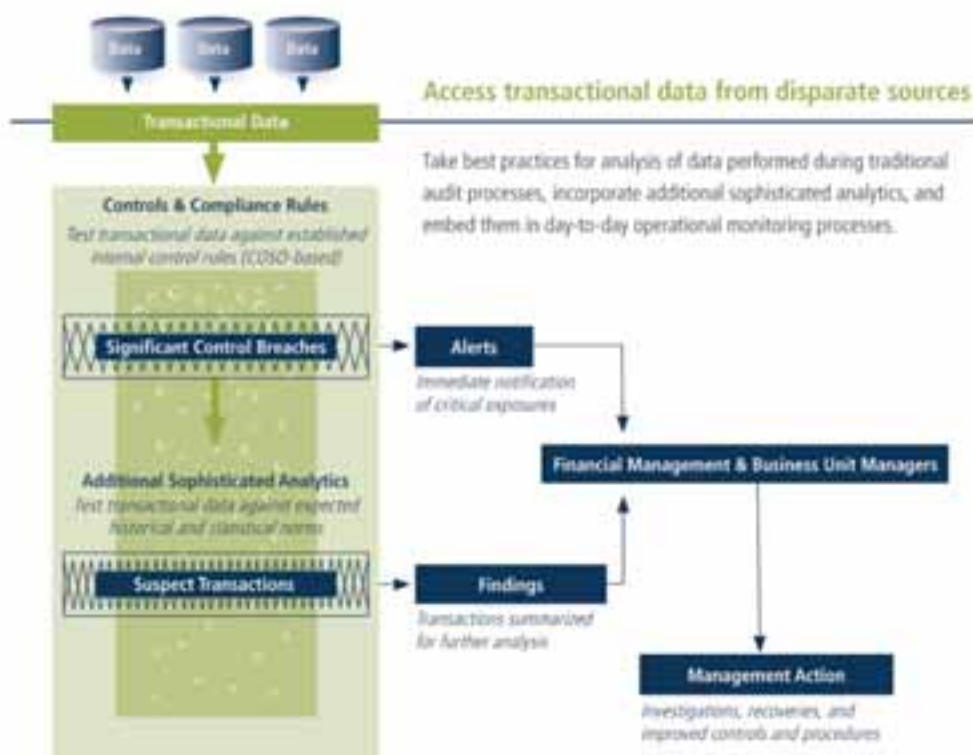 Data
Data
Data
Transactional Data
Access transactional data from disparate sources
Take best practices for analysis of data performed during traditional
audit processes, incorporate additional sophisticated analytics, and
embed them in day-to-day operational monitoring processes.
Controls & Compliance Rules
Test transactional data against established
internal control rules (COSO-based)
Significant Control Breaches
Alerts
Immediate notification
of critical exposures
Financial Management & Business Unit Managers
Additional Sophisticated Analytics
Test transactional data against expected
historical and statistical norms
Suspect Transactions
Findings
Transactions summarized
for further analysis
Management Action
Investigations, recoveries, and
improved controls and procedures